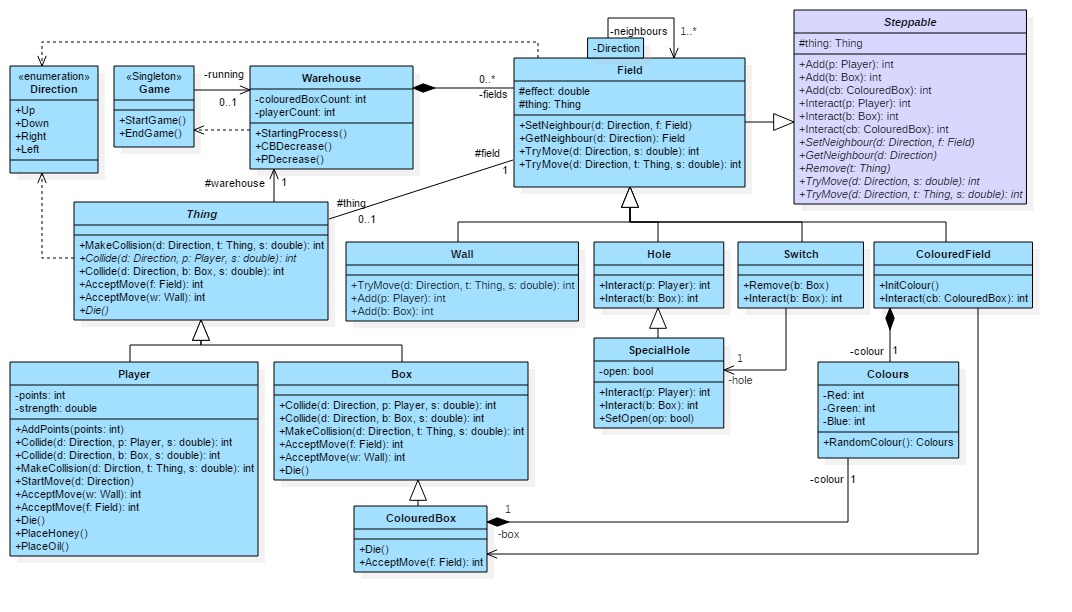 -neighbours
1..*
-Direction
Steppable
#thing: Thing
+Add(p: Player): int
+Add(b: Box): int
+Add(cb: ColouredBox): int
+Interact(p: Player): int
+Interact(b: Box): int
+Interact(cb: ColouredBox): int
+SetNeighbour(d: Direction, f: Field)
+GetNeighbour(d: Direction)
+Remove(t: Thing)
+TryMove(d: Direction, s: double): int
+TryMove(d: Direction, t: Thing, s: double): int
«enumeration»
Direction
+Up
+Down
+Right
+Left
«Singleton»
Game
+StartGame()
+EndGame()
-running
0..1
Warehouse
-colouredBoxCount: int
-playerCount: int
+StartingProcess()
+CBDecrease()
+PDecrease()
0..*
-fields
Field
#effect: double
#thing: Thing
+SetNeighbour(d: Direction, f: Field)
+GetNeighbour(d: Direction): Field
+TryMove(d: Direction, s: double): int
+TryMove(d: Direction, t: Thing, s: double): int
#field
1
#warehouse
1
#thing
0..1
Thing
+MakeCollision(d: Direction, t: Thing, s: double): int
+Collide(d: Direction, p: Player, s: double): int
+Collide(d: Direction, b: Box, s: double): int
+AcceptMove(f: Field): int
+AcceptMove(w: Wall): int
+Die()
Wall
+TryMove(d: Direction, t: Thing, s: double): int
+Add(p: Player): int
+Add(b: Box): int
Hole
+Interact(p: Player): int
+Interact(b: Box): int
Switch
+Remove(b: Box)
+Interact(b: Box): int
ColouredField
+InitColour()
+Interact(cb: ColouredBox): int
SpecialHole
-open: bool
+Interact(p: Player): int
+Interact(b: Box): int
+SetOpen(op: bool)
1
-hole
-colour
1
Colours
-Red: int
-Green: int
-Blue: int
+RandomColour(): Colours
-colour
1
Player
-points: int
-strength: double
+AddPoints(points: int)
+Collide(d: Direction, p: Player, s: double): int
+Collide(d: Direction, b: Box, s: double): int
+MakeCollision(d: Dirction, t: Thing, s: double): int
+StartMove(d: Direction)
+AcceptMove(w: Wall): int
+AcceptMove(f: Field): int
+Die()
+PlaceHoney()
+PlaceOil()
Box
+Collide(d: Direction, p: Player, s: double): int
+Collide(d: Direction, b: Box, s: double): int
+MakeCollision(d: Direction, t: Thing, s: double): int
+AcceptMove(f: Field): int
+AcceptMove(w: Wall): int
+Die()
ColouredBox
+Die()
+AcceptMove(f: Field): int
1
-box